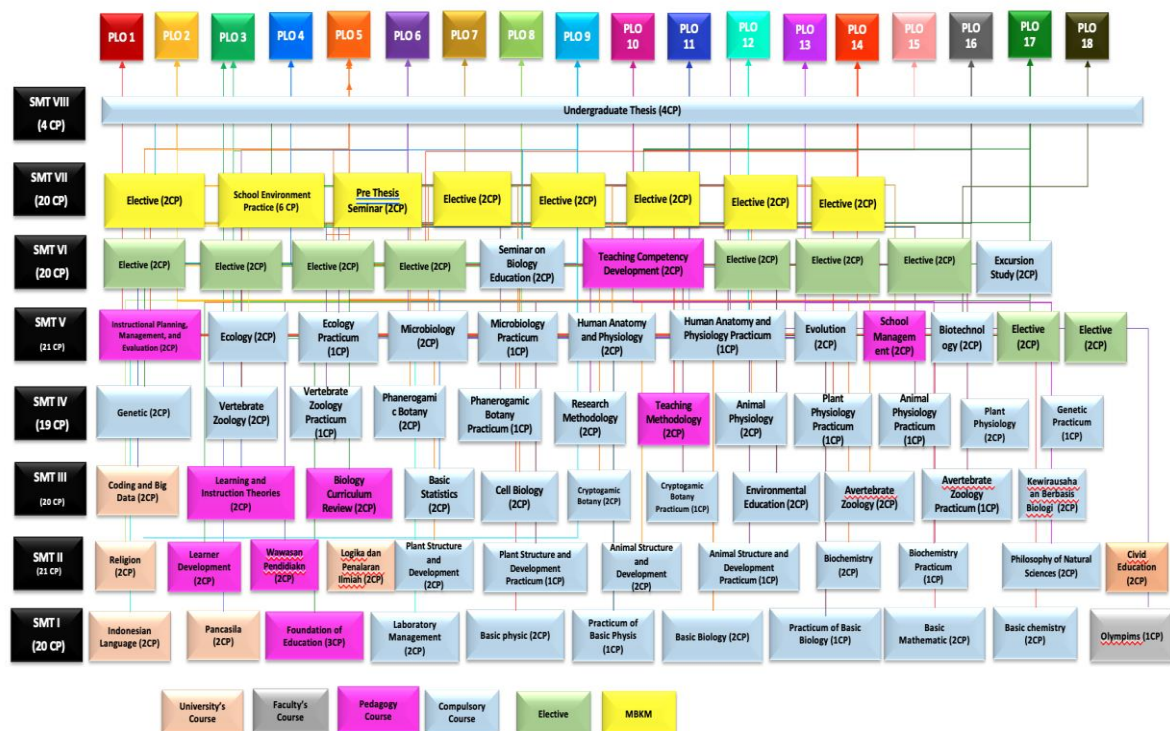 PLO 1
PLO 2
PLO 3
PLO 4
PLO 5
PLO 6
PLO 7
PLO 8
PLO 9
PLO
10
PLO
11
PLO
12
PLO
13
PLO
14
PLO
15
PLO
16
PLO
17
PLO
18
SMT VIII
(4 CP)
Undergraduate Thesis (4CP)
SMT VII
(20 CP)
Elective (2CP)
School Environment
Practice (6 CP)
Pre Thesis
Seminar (2CP)
Elective (2CP)
Elective (2CP)
Elective (2CP)
Elective (2CP)
Elective (2CP)
SMT VI
(20 CP)
Elective (2CP)
Elective (2CP)
Elective (2CP)
Elective (2CP)
Seminar on
Biology
Education (2CP)
Teaching Competency
Development (2CP)
Elective (2CP)
Elective (2CP)
Elective (2CP)
Excursion
Study (2CP)
SMT V
(21 CP)
Instructional Planning,
Management, and
Evaluation (2CP)
Ecology (2CP)
Ecology
Practicum
(1CP)
Microbiology
(2CP)
Microbiology
Practicum
(1CP)
Human Anatomy
and Physiology
(2CP)
Human Anatomy and
Physiology Practicum (1CP)
Evolution
(2CP)
School
Managem
ent (2CP)
Biotechnol
ogy (2CP)
Elective
(2CP)
Elective
(2CP)
SMT IV
(19 CP)
Genetic (2CP)
Vertebrate
Zoology (2CP)
Vertebrate
Zoology
Practicum
(1CP)
Phanerogami
c Botany
(2CP)
Phanerogamic
Botany
Practicum (1CP)
Research
Methodology
(2CP)
Teaching
Methodology
(2CP)
Animal
Physiology
(2CP)
Plant
Physiology
Practicum
(1CP)
Animal
Physiology
Practicum
(1CP)
Plant
Physiology
(2CP)
Genetic
Practicum
(1CP)
SMT III
(20 CP)
Coding and Big
Data (2CP)
Learning and
Instruction Theories
(2CP)
Biology
Curriculum
Review
(2CP)
Basic
Statistics
(2CP)
Cell Biology
(2CP)
Cryptogamic
Botany (2CP)
Cryptogamic
Botany
Practicum (1CP)
Environmental
Education (2CP)
Avertebrate
Zoology (2CP)
Avertebrate
Zoology
Practicum (1CP)
Kewirausaha
an Berbasis
Biologi (2CP)
SMT II
(21 CP)
Religion
(2CP)
Learner
Development
(2CP)
Wawasan
Pendidiakn
(2CP)
Logika dan
Penalaran
Ilmiah (2CP)
Plant Structure
and
Development
(2CP)
Plant Structure and
Development
Practicum (1CP)
Animal Structure
and
Development (2CP)
Animal Structure and
Development
Practicum (1CP)
Biochemistry
(2CP)
Biochemistry
Practicum
(1CP)
Philosophy of Natural
Sciences (2CP)
Civid
Education
(2CP)
SMT I
(20 CP)
Indonesian
Language (2CP)
Pancasila
(2CP)
Foundation of
Education (3CP)
Laboratory
Management
(2CP)
Basic physic (2CP)
Practicum of
Basic Physis
(1CP)
Basic Biology (2CP)
Practicum of
Basic Biology (1CP)
Basic
Mathematic (2CP)
Basic
chemistry (2CP)
Olympims (1CP)
University's
Course
Faculty's
Course
Pedagogy
Course
Compulsory
Course
Elective
MBKM